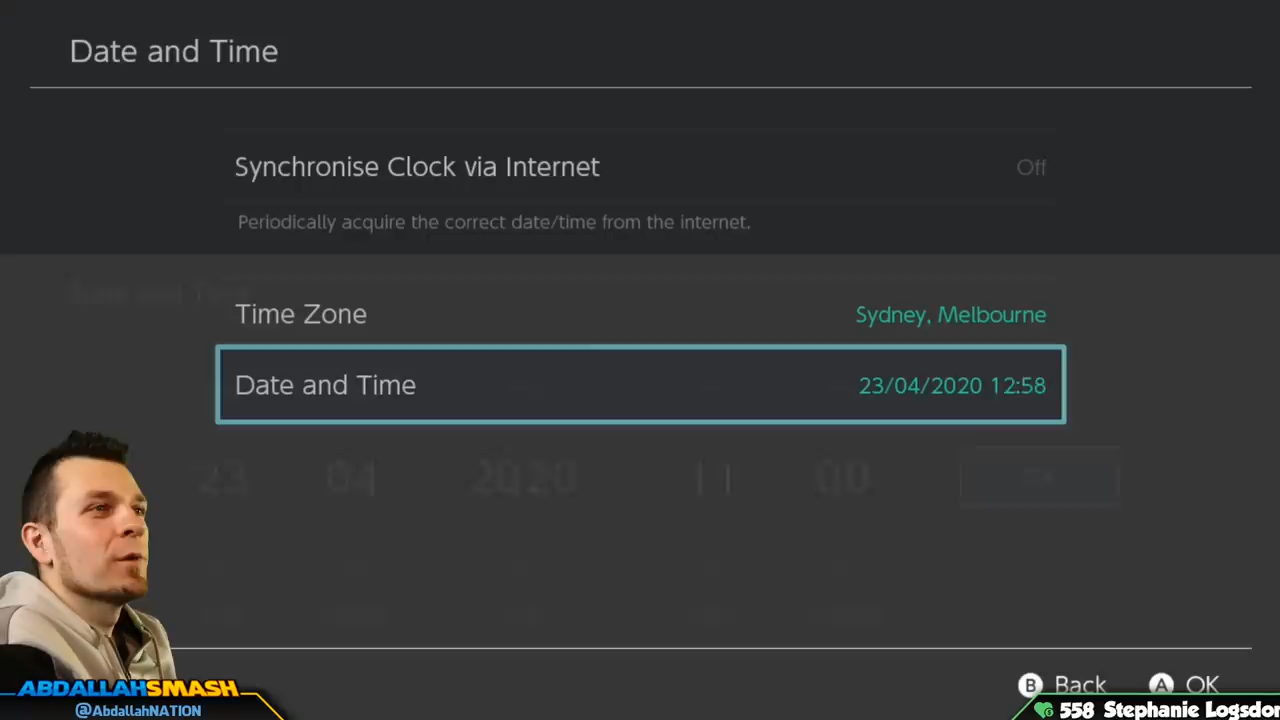 Date and Time
Synchronise Clock via Internet Off
Periodically acquire the correct date/time from the internet.
Time Zone Sydney, Melbourne
Date and Time 23/04/2020 12:58
23 04 2020 11 00
B Back A OK
ABDALLAHSMASH
@AbdallahNATION
558 Stephanie Logsdon